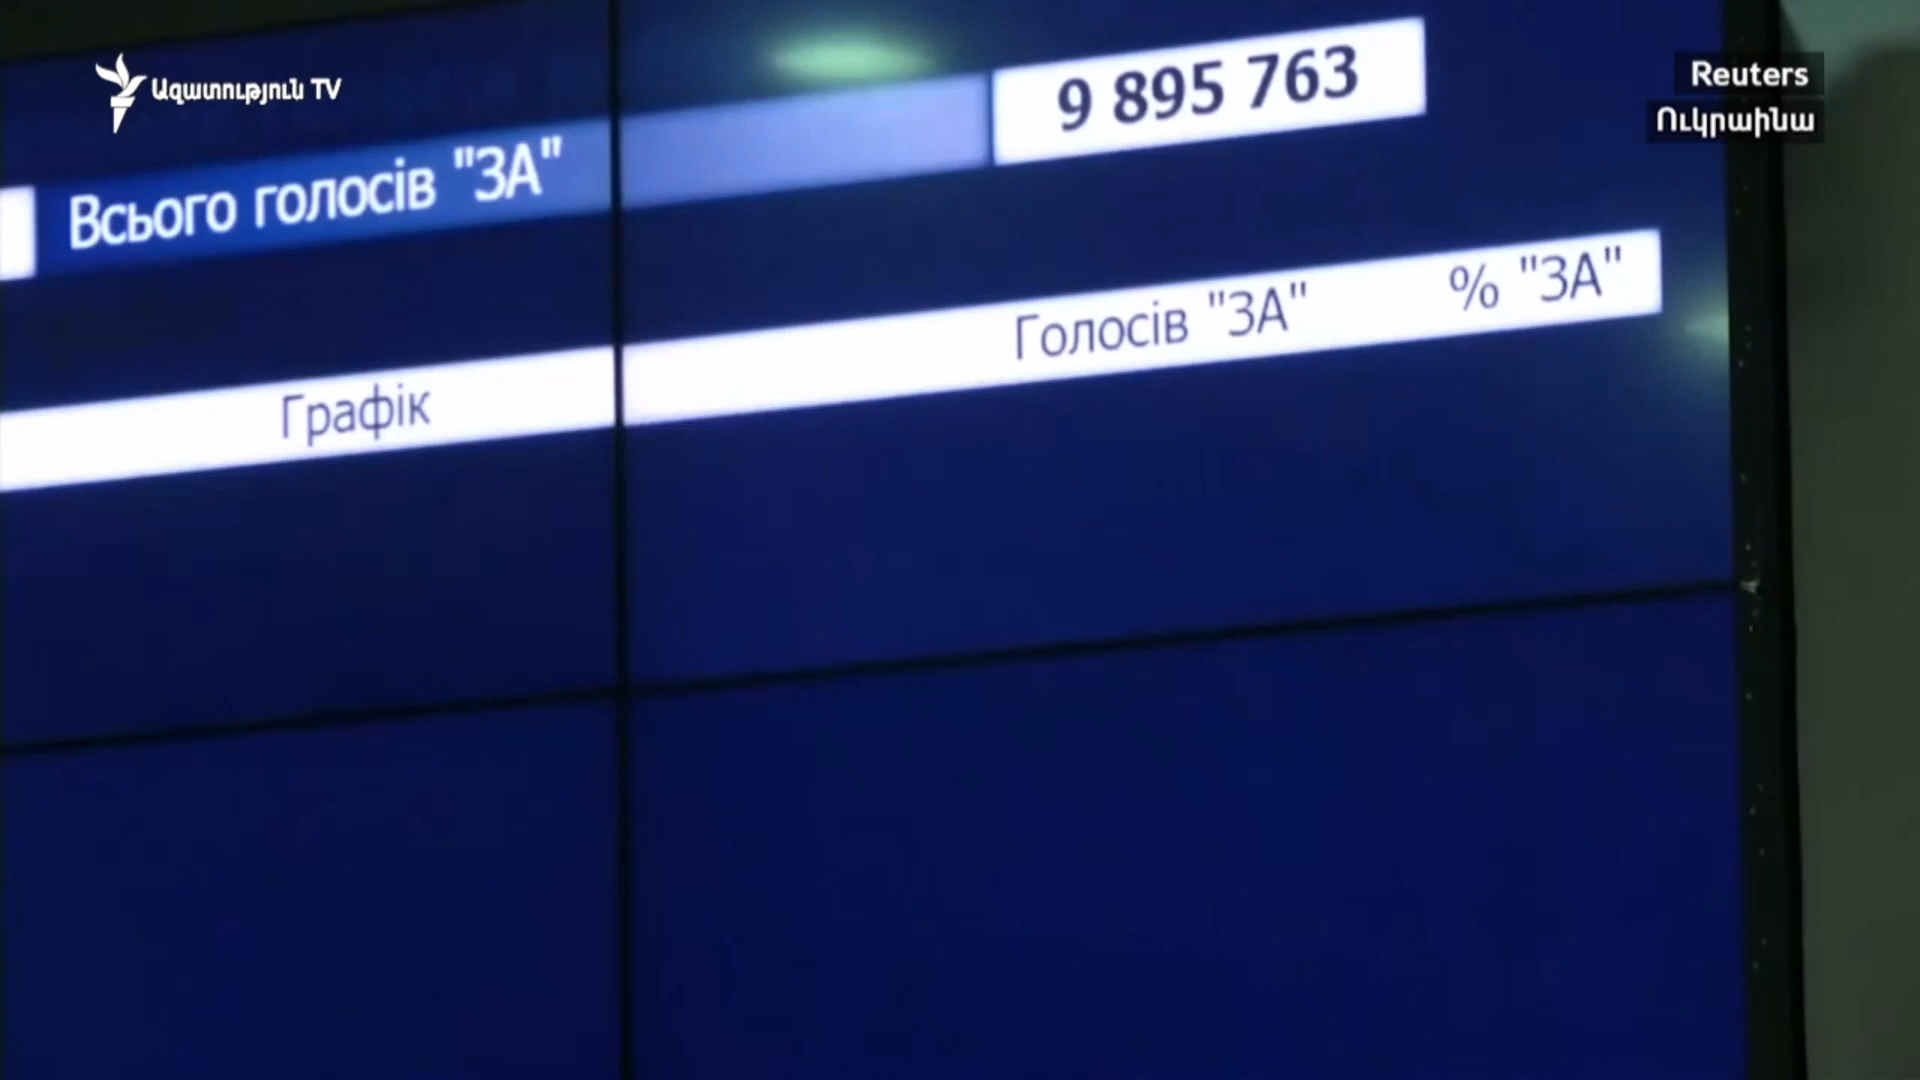 Ազատություն TV
Reuters
Ուկրաինա
Всього голосів "ЗА" 9 895 763
Графік Голосів "ЗА" % "ЗА"